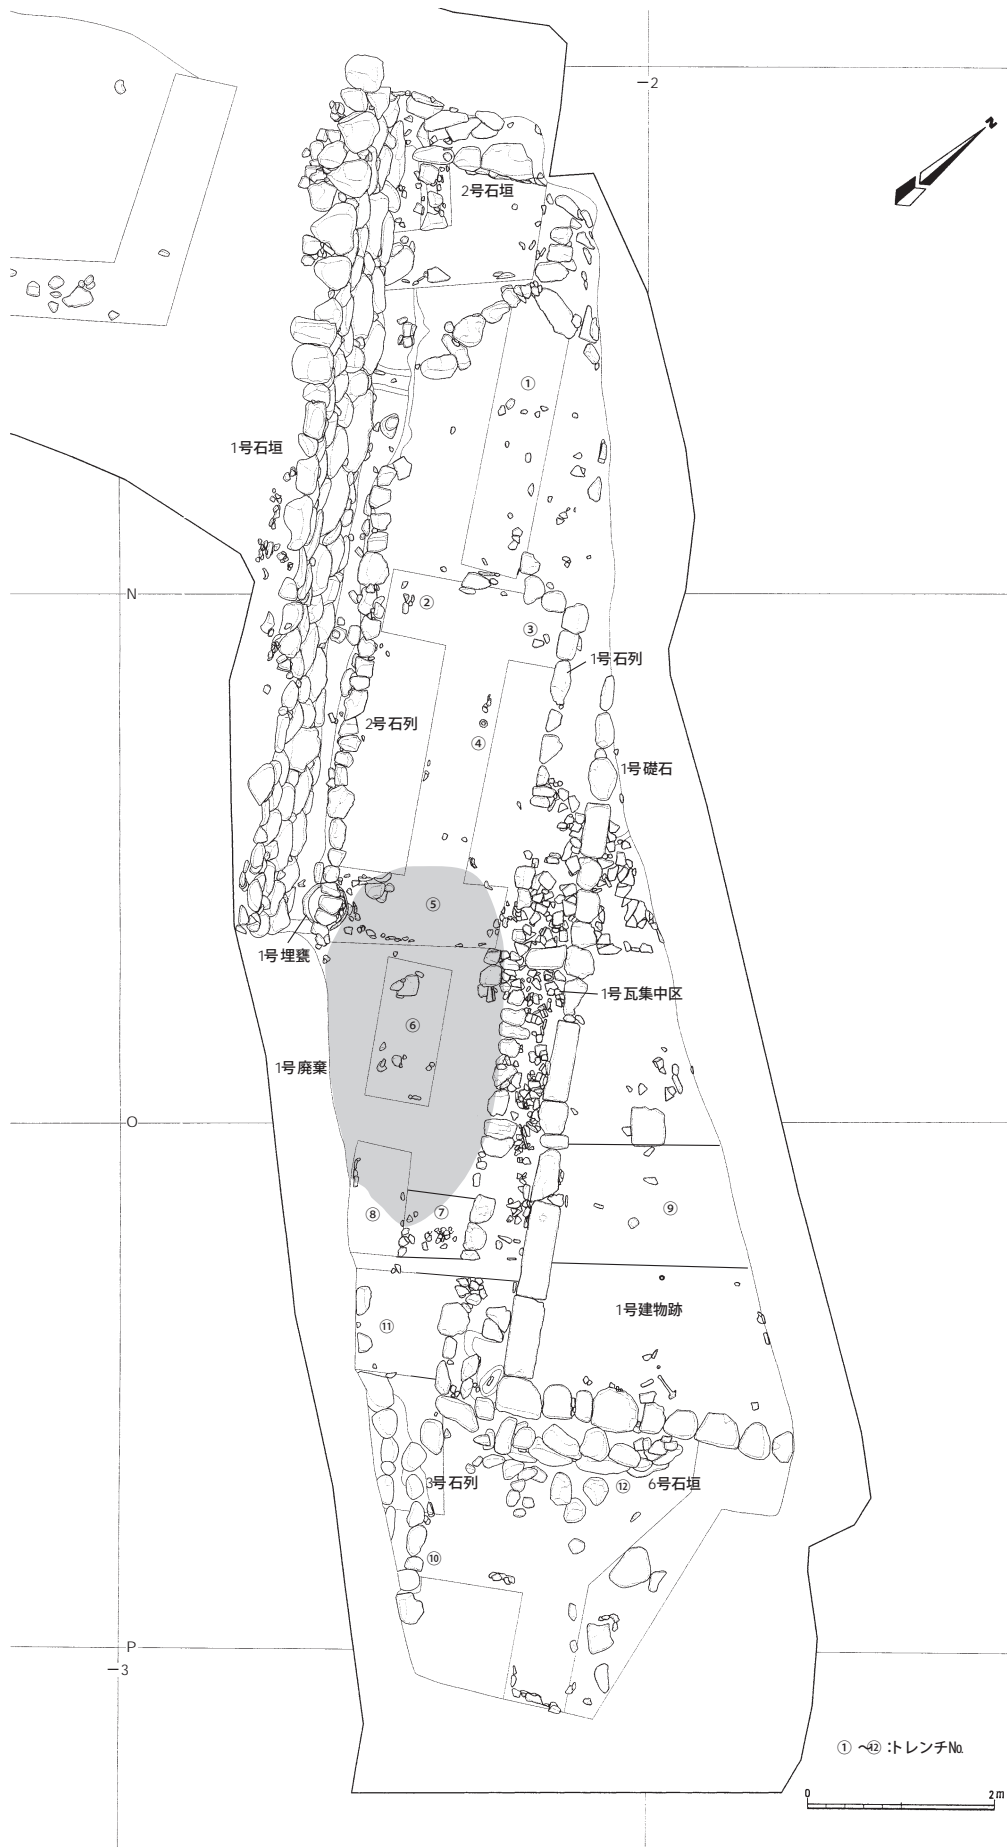 −2
N
2号石垣
①
1号石垣
N
②
③
1号石列
2号石列
④
1号礎石
⑤
1号埋甕
1号瓦集中区
⑥
1号廃棄
O
⑧
⑦
⑨
1号建物跡
⑪
3号石列
⑫
6号石垣
⑩
P
−3
① 〜⑫ :トレンチNo.
0 2m